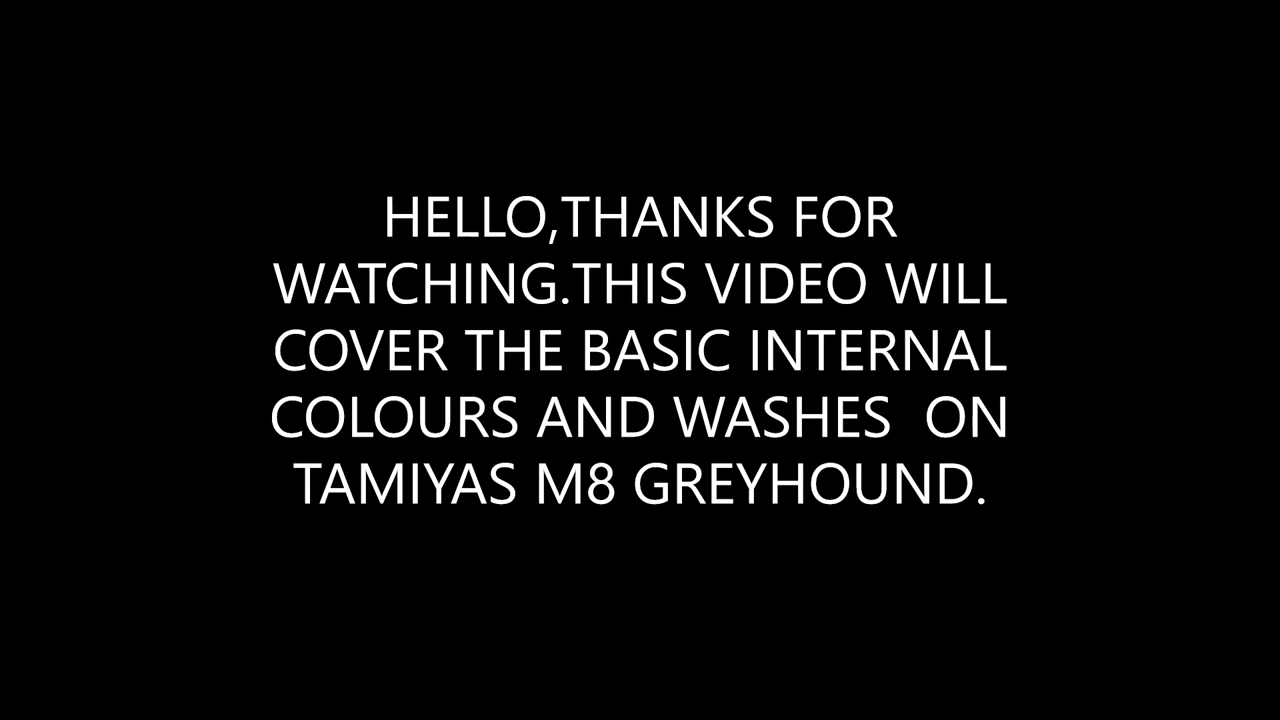 HELLO,THANKS FOR
WATCHING.THIS VIDEO WILL
COVER THE BASIC INTERNAL
COLOURS AND WASHES  ON
TAMIYAS M8 GREYHOUND.